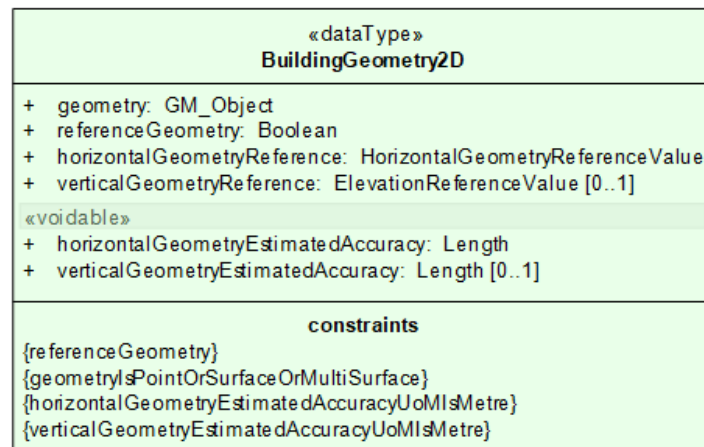 «dataType»
BuildingGeometry2D
+ geometry: GM_Object
+ referenceGeometry: Boolean
+ horizontalGeometryReference: HorizontalGeometryReferenceValue
+ verticalGeometryReference: ElevationReferenceValue [0..1]
«voidable»
+ horizontalGeometryEstimatedAccuracy: Length
+ verticalGeometryEstimatedAccuracy: Length [0..1]
constraints
{referenceGeometry}
{geometryIsPointOrSurfaceOrMultiSurface}
{horizontalGeometryEstimatedAccuracyUoMIsMetre}
{verticalGeometryEstimatedAccuracyUoMIsMetre}